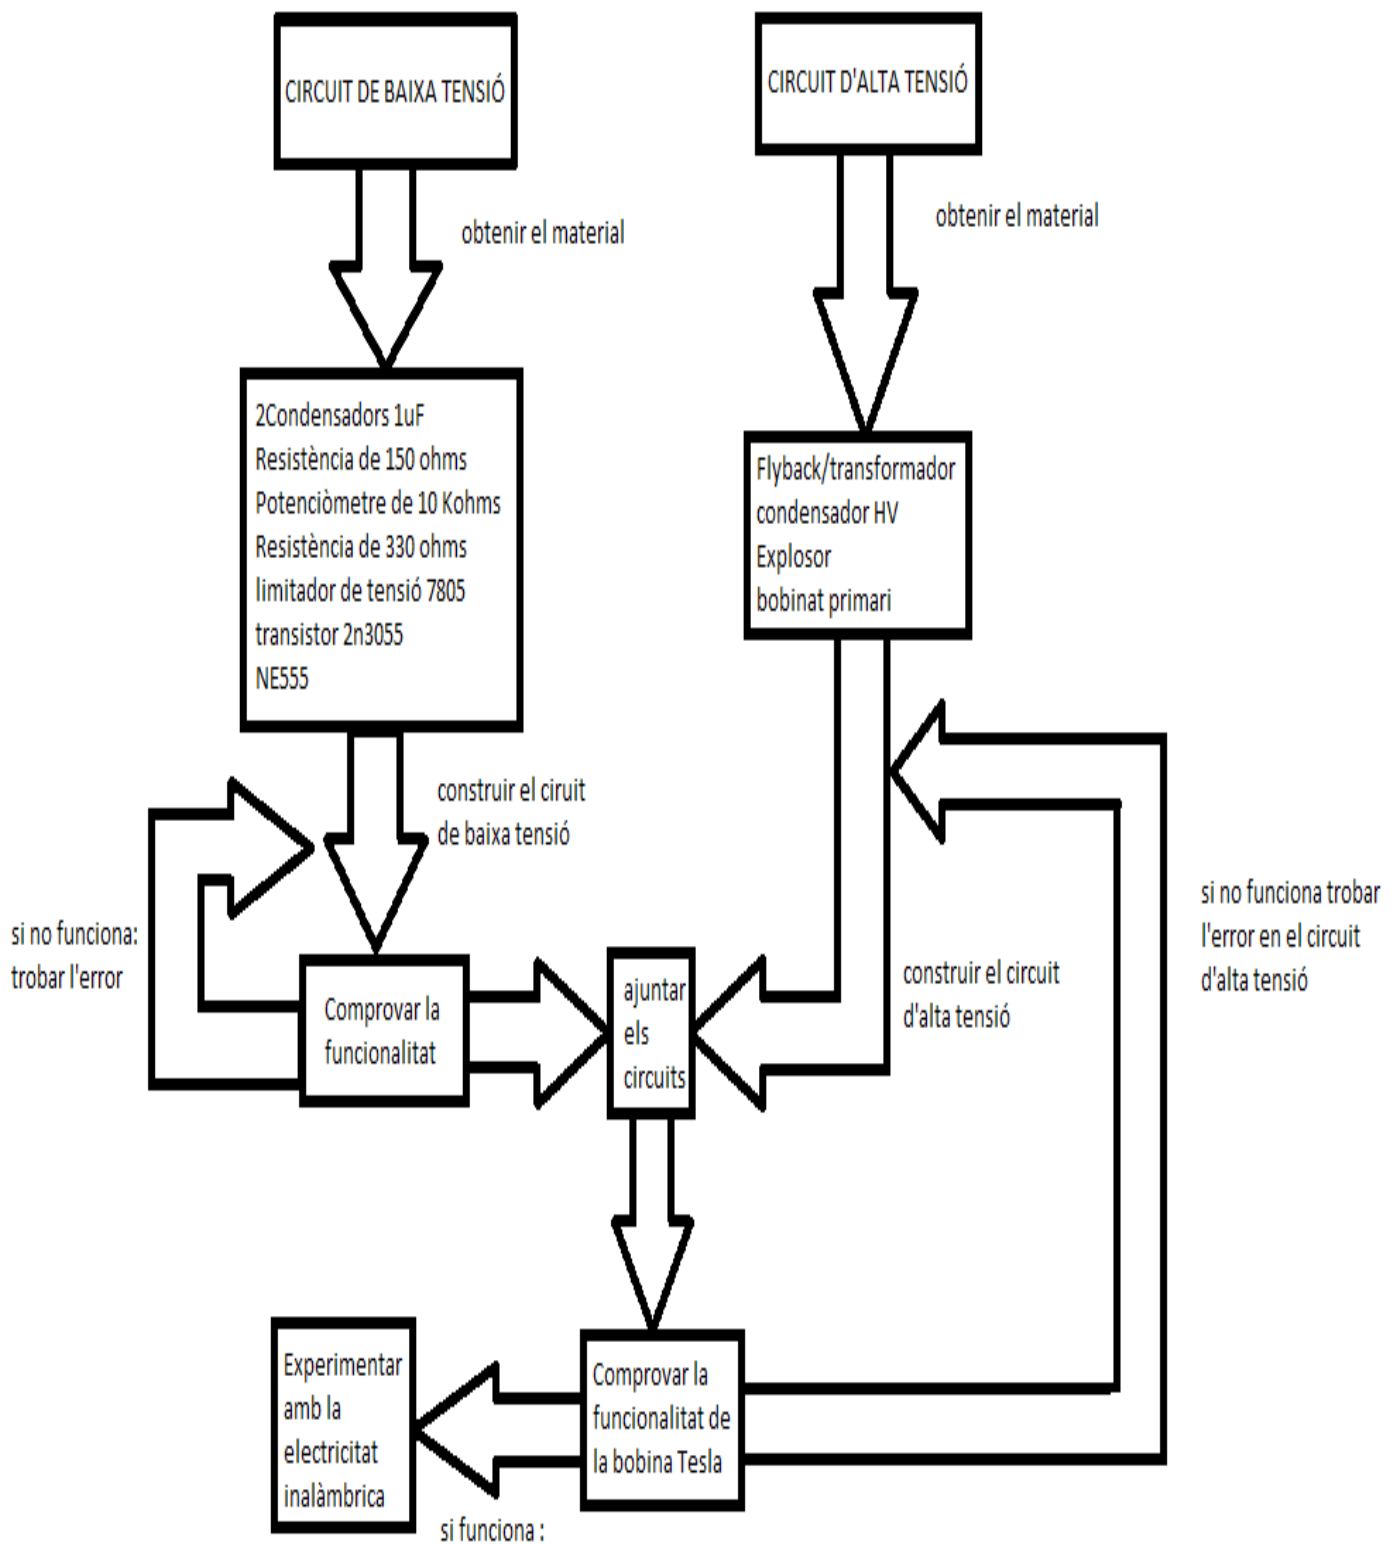 CIRCUIT DE BAIXA TENSIÓ
CIRCUIT D'ALTA TENSIÓ
obtenir el material
obtenir el material
2Condensadors 1uF
Resistència de 150 ohms
Potenciòmetre de 10 Kohms
Resistència de 330 ohms
limitador de tensió 7805
transistor 2n3055
NE555
Flyback/transformador
condensador HV
Explosor
bobinat primari
construir el ciruit
de baixa tensió
si no funciona:
trobar l'error
Comprovar la
funcionalitat
ajuntar
els
circuits
construir el circuit
d'alta tensió
si no funciona trobar
l'error en el circuit
d'alta tensió
Experimentar
amb la
electricitat
inalàmbrica
Comprovar la
funcionalitat de
la bobina Tesla
si funciona :